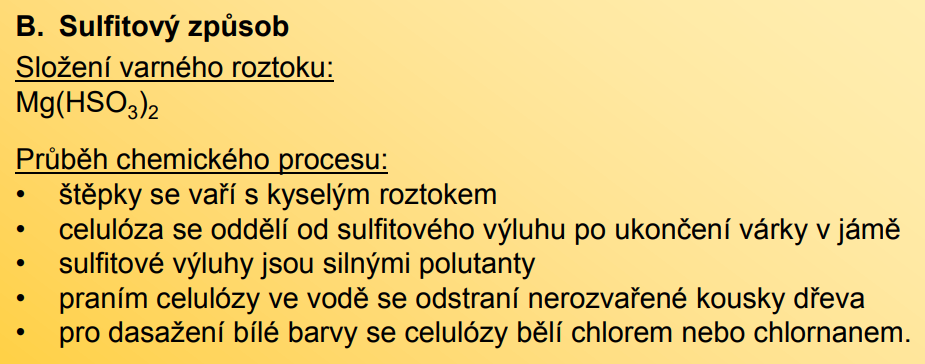 B. Sulfitový způsob
Složení varného roztoku:
Mg(HSO₃)₂
Průběh chemického procesu:
• štěpky se vaří s kyselým roztokem
• celulóza se oddělí od sulfitového výluhu po ukončení várky v jámě
• sulfitové výluhy jsou silnými polutanty
• praním celulózy ve vodě se odstraní nerozvařené kousky dřeva
• pro dasažení bílé barvy se celulózy bělí chlorem nebo chlornanem.